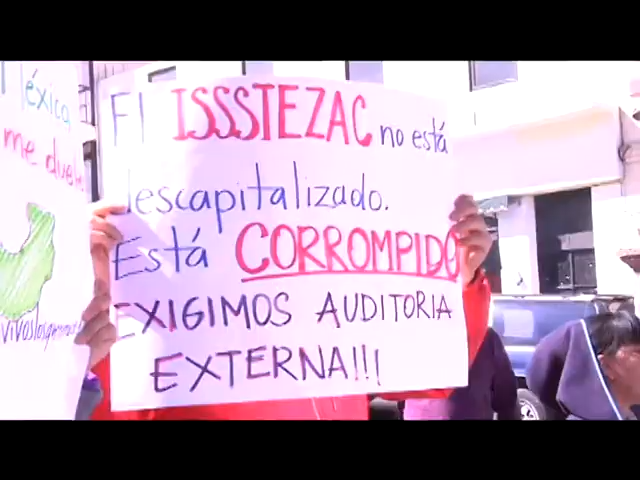 El ISSSTEZAC no está
descapitalizado.
Está CORROMPIDO
EXIGIMOS AUDITORIA
EXTERNA!!!
México
me duele